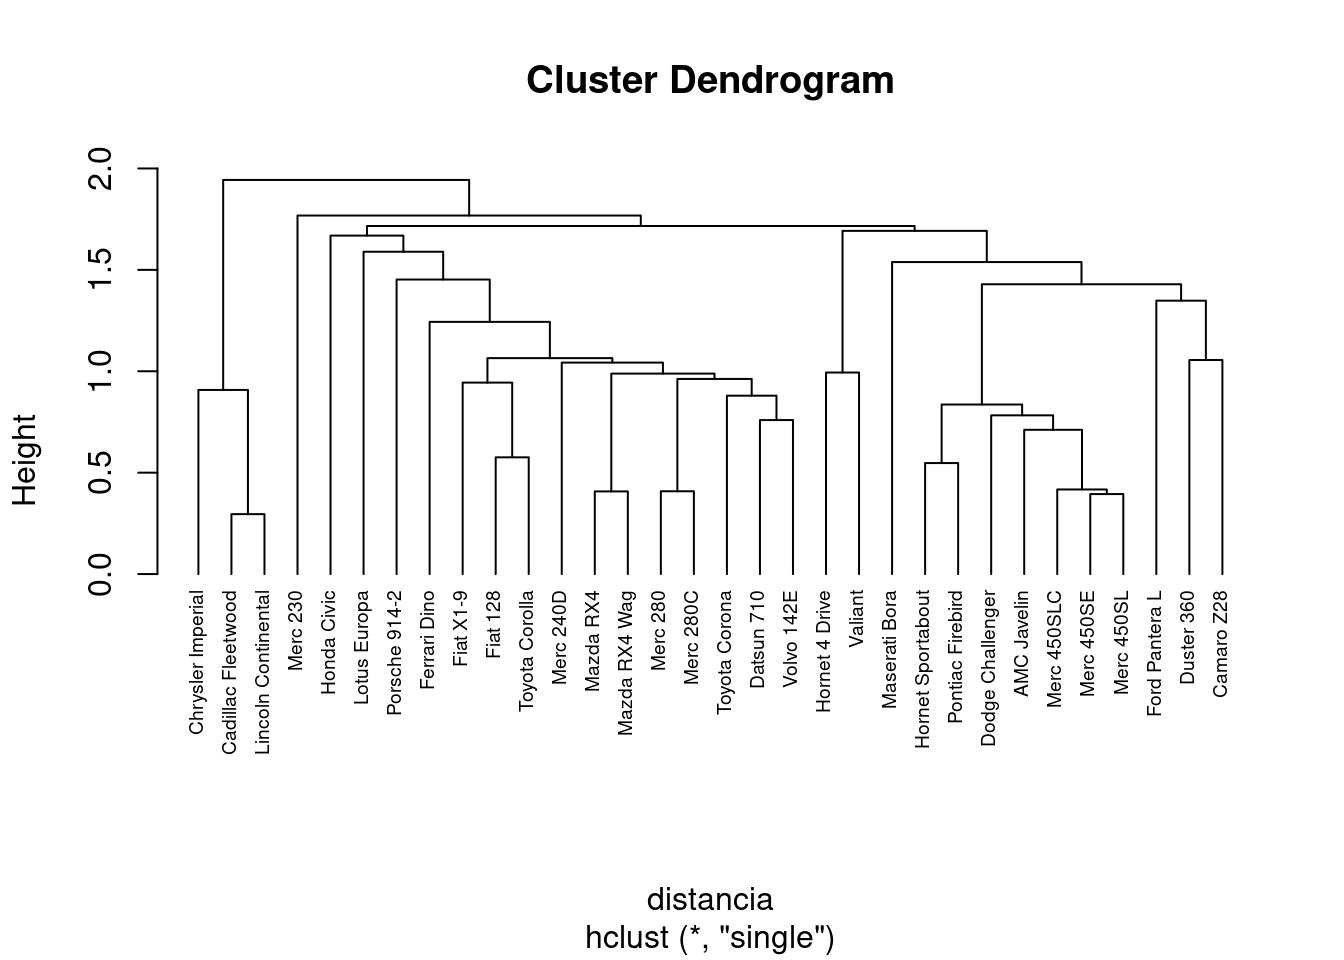 Cluster Dendrogram
Height
2.0
1.5
1.0
0.5
0.0
Chrysler Imperial
Cadillac Fleetwood
Lincoln Continental
Merc 230
Honda Civic
Lotus Europa
Porsche 914-2
Ferrari Dino
Fiat X1-9
Fiat 128
Toyota Corolla
Merc 240D
Mazda RX4
Mazda RX4 Wag
Merc 280
Merc 280C
Toyota Corona
Datsun 710
Volvo 142E
Hornet 4 Drive
Valiant
Maserati Bora
Hornet Sportabout
Pontiac Firebird
Dodge Challenger
AMC Javelin
Merc 450SLC
Merc 450SE
Merc 450SL
Ford Pantera L
Duster 360
Camaro Z28
distancia
hclust (*, "single")